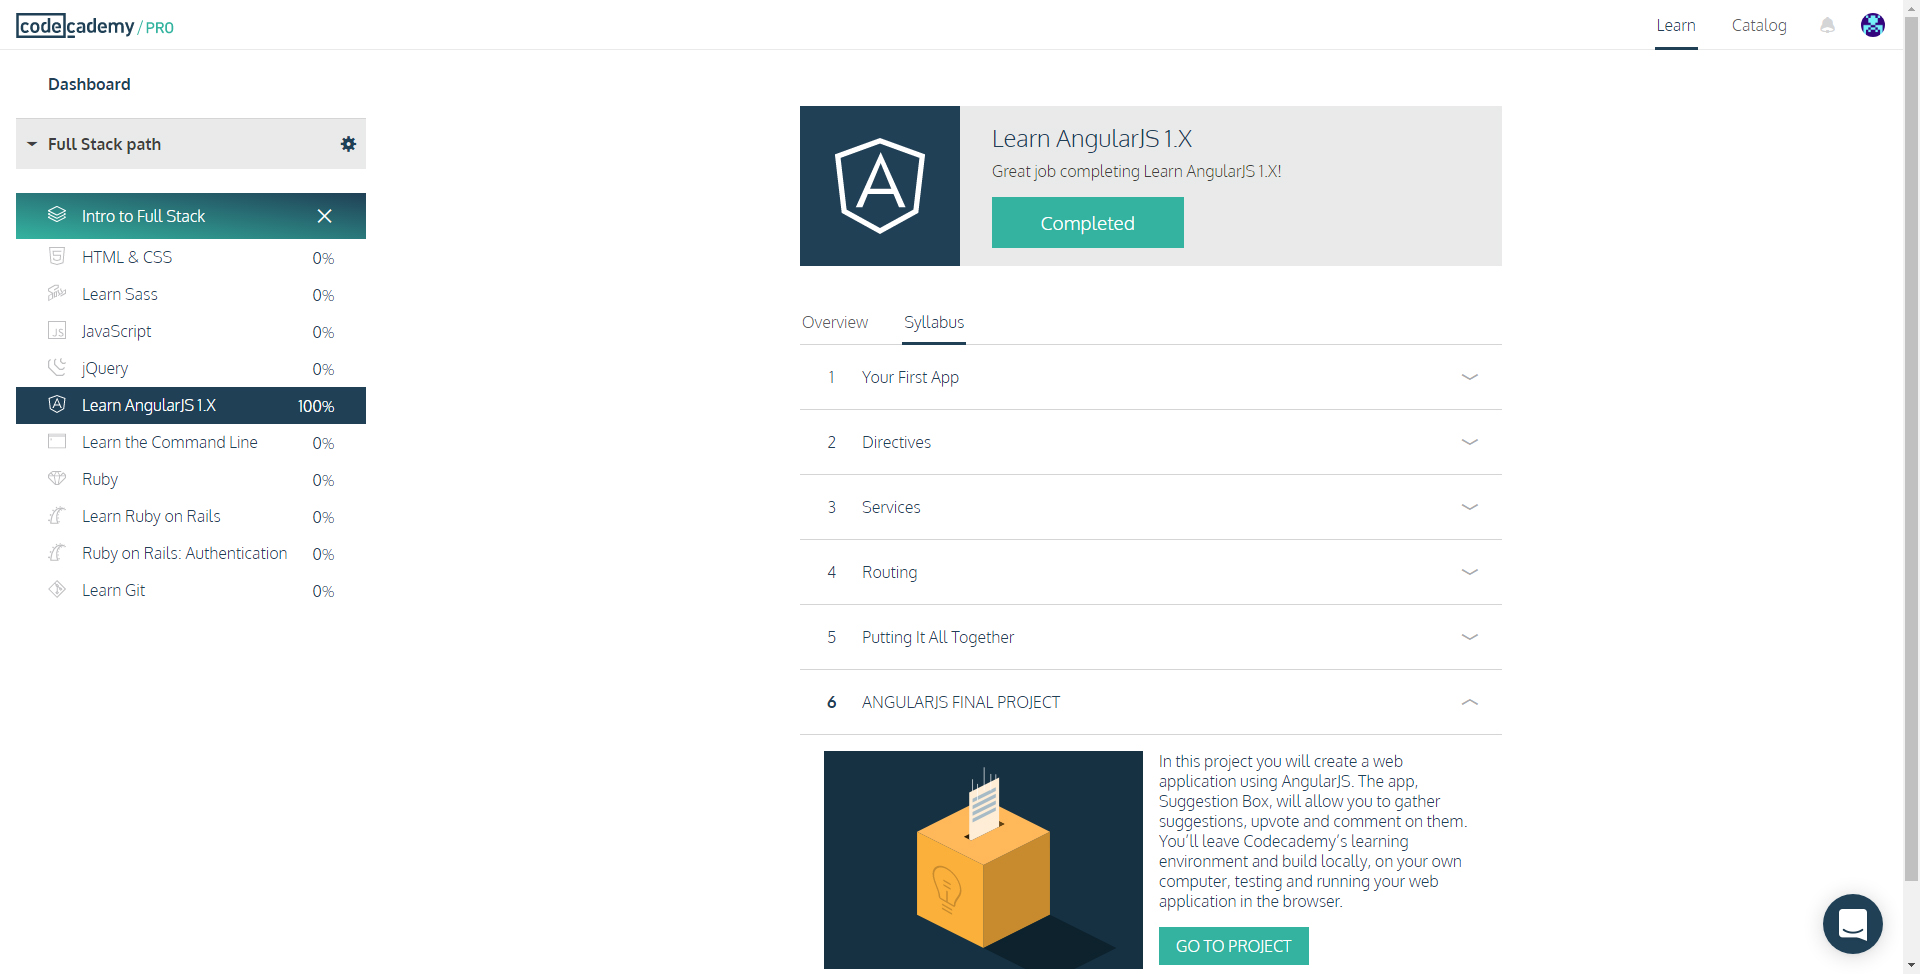 codecademy/PRO
Learn
Catalog
Dashboard
Full Stack path
Intro to Full Stack
HTML & CSS 0%
Learn Sass 0%
JavaScript 0%
jQuery 0%
Learn AngularJS 1.X 100%
Learn the Command Line 0%
Ruby 0%
Learn Ruby on Rails 0%
Ruby on Rails: Authentication 0%
Learn Git 0%
Learn AngularJS 1.X
Great job completing Learn AngularJS 1.X!
Completed
Overview
Syllabus
1 Your First App
2 Directives
3 Services
4 Routing
5 Putting It All Together
6 ANGULARJS FINAL PROJECT
In this project you will create a web
application using AngularJS. The app,
Suggestion Box, will allow you to gather
suggestions, upvote and comment on them.
You’ll leave Codecademy’s learning
environment and build locally, on your own
computer, testing and running your web
application in the browser.
GO TO PROJECT